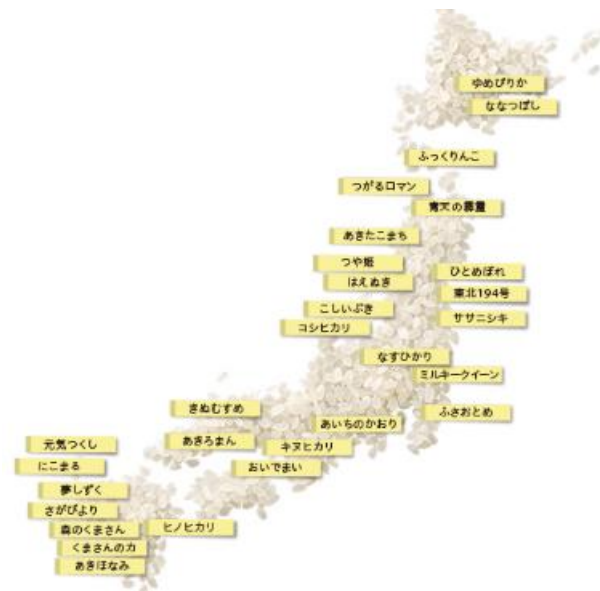 ゆめぴりか
ななつぼし
ふっくりんこ
つがるロマン
青天の霹靂
あきたこまち
つや姫
はえぬき
ひとめぼれ
東北194号
ササニシキ
こしいぶき
コシヒカリ
なすひかり
ミルキークイーン
ふさおとめ
きぬむすめ
あいちのかおり
あきろまん
キヌヒカリ
おいでまい
元気つくし
にこまる
夢しずく
さがびより
森のくまさん
ヒノヒカリ
くまさんの力
あきほなみ